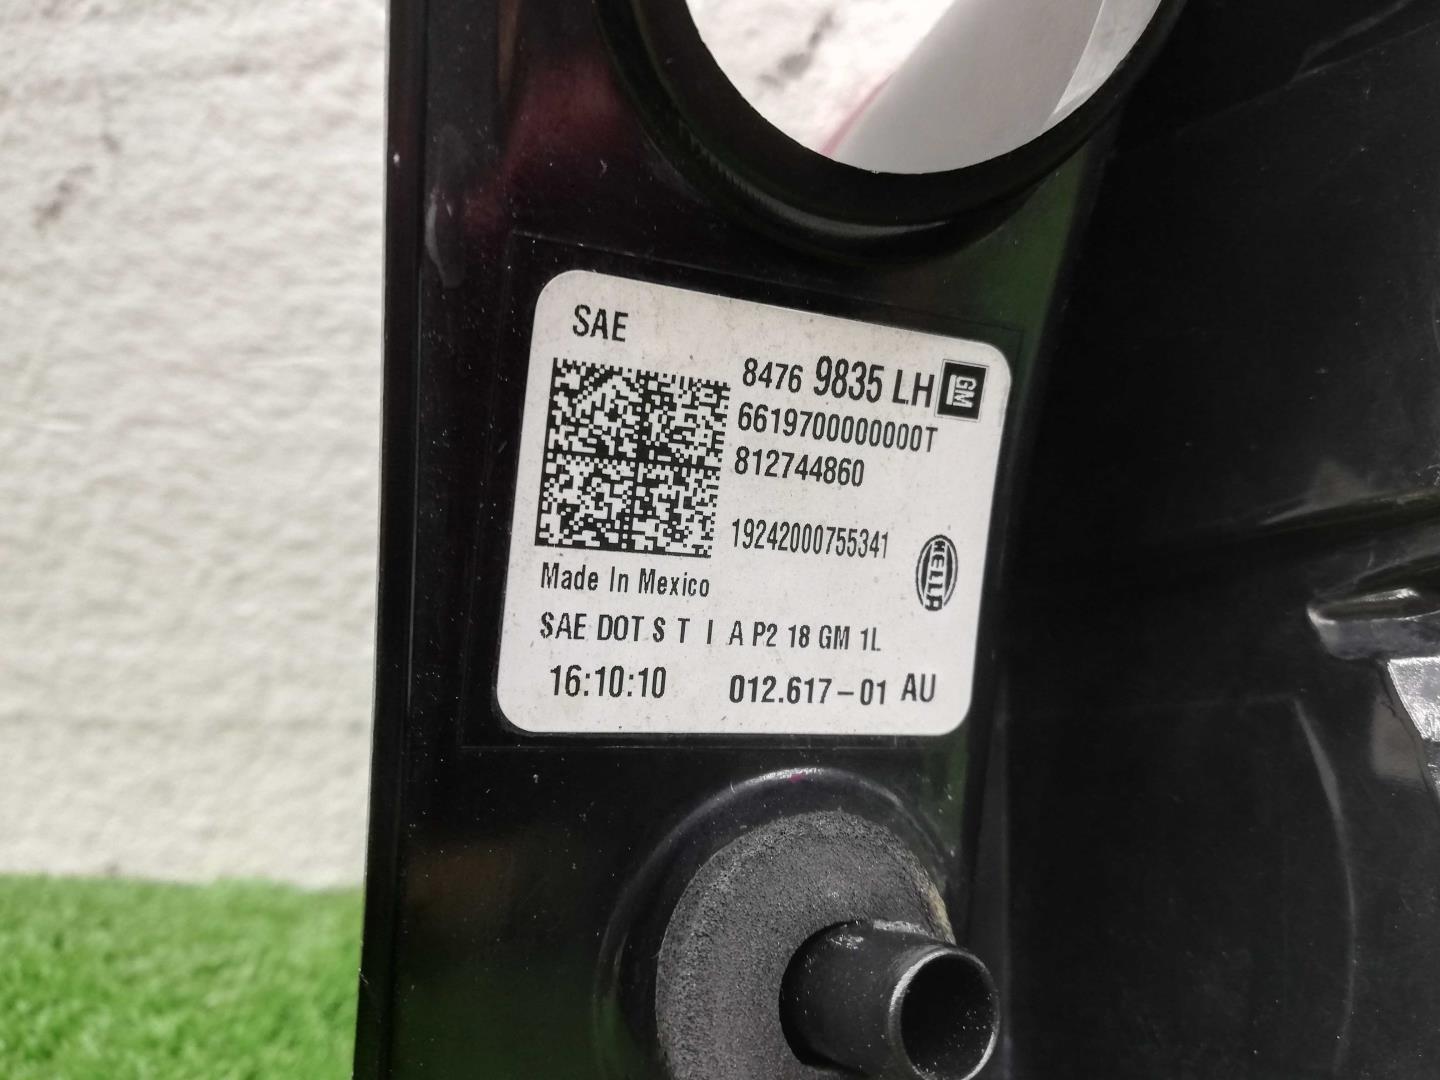 SAE
8476 9835 LH GM
6619700000000T
812744860
19242000755341
HELLA
Made In Mexico
SAE DOT S T I A P2 18 GM 1L
16:10:10 012.617-01 AU